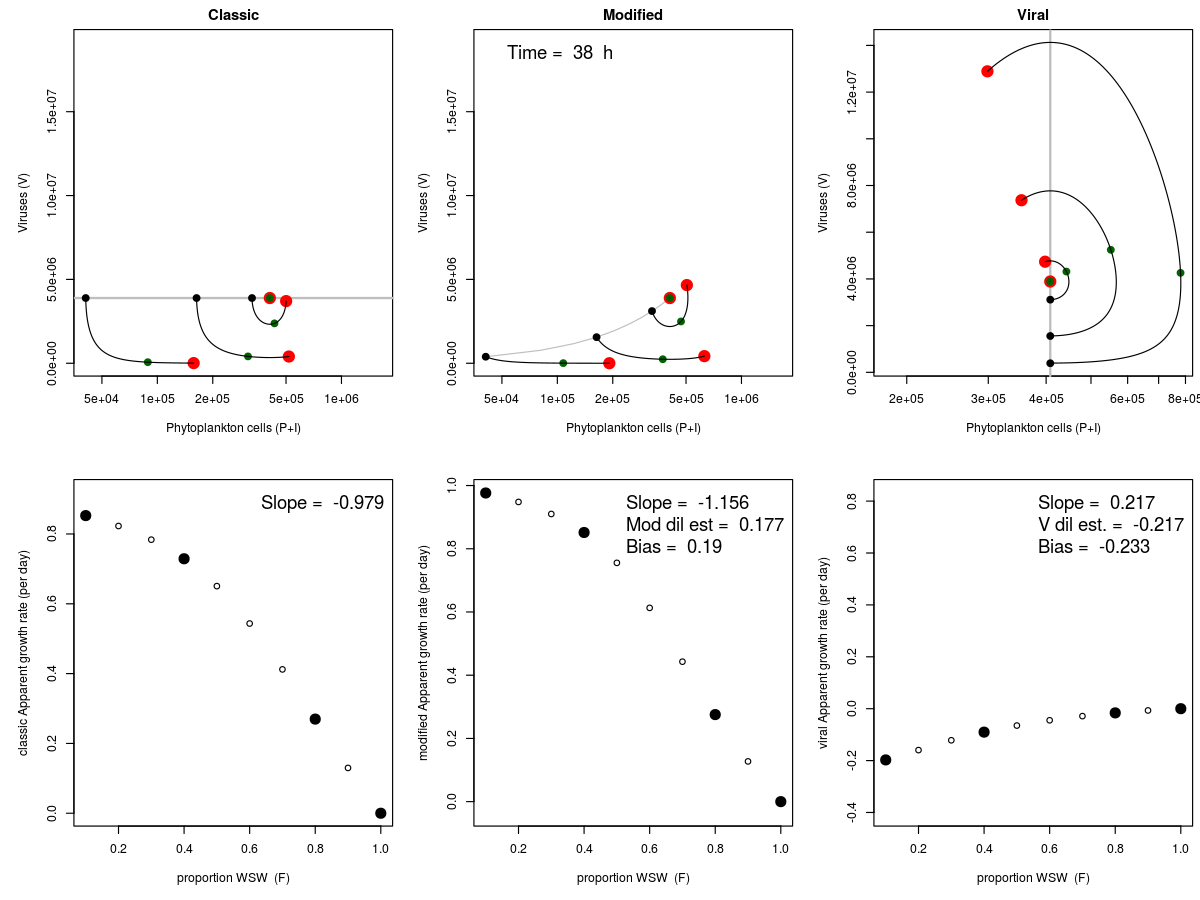 Classic
Modified
Viral
Time =  38  h
Viruses (V)
0.0e+00
5.0e+06
1.0e+07
1.5e+07
5e+04 1e+05 2e+05 5e+05 1e+06
Phytoplankton cells (P+I)
Viruses (V)
0.0e+00
5.0e+06
1.0e+07
1.5e+07
5e+04 1e+05 2e+05 5e+05 1e+06
Phytoplankton cells (P+I)
Viruses (V)
0.0e+00
4.0e+06
8.0e+06
1.2e+07
2e+05 3e+05 4e+05 6e+05 8e+05
Phytoplankton cells (P+I)
Slope =  -0.979
classic Apparent growth rate (per day)
0.0
0.2
0.4
0.6
0.8
0.2 0.4 0.6 0.8 1.0
proportion WSW  (F)
Slope =  -1.156
Mod dil est =  0.177
Bias =  0.19
modified Apparent growth rate (per day)
0.0
0.2
0.4
0.6
0.8
1.0
0.2 0.4 0.6 0.8 1.0
proportion WSW  (F)
Slope =  0.217
V dil est. =  -0.217
Bias =  -0.233
viral Apparent growth rate (per day)
-0.4
-0.2
0.0
0.2
0.4
0.6
0.8
0.2 0.4 0.6 0.8 1.0
proportion WSW  (F)